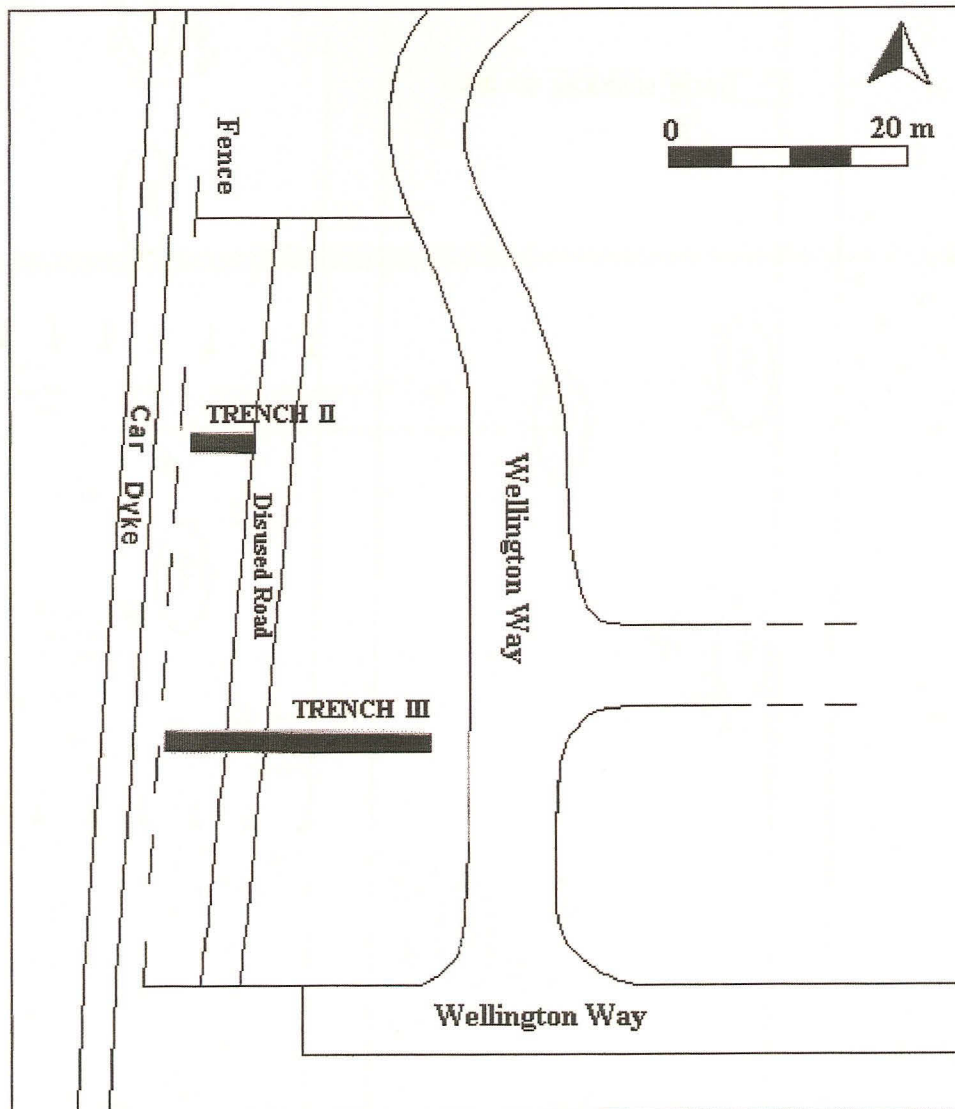 0 20 m
Fence
TRENCH II
Car Dyke
Disused Road
Wellington Way
TRENCH III
Wellington Way